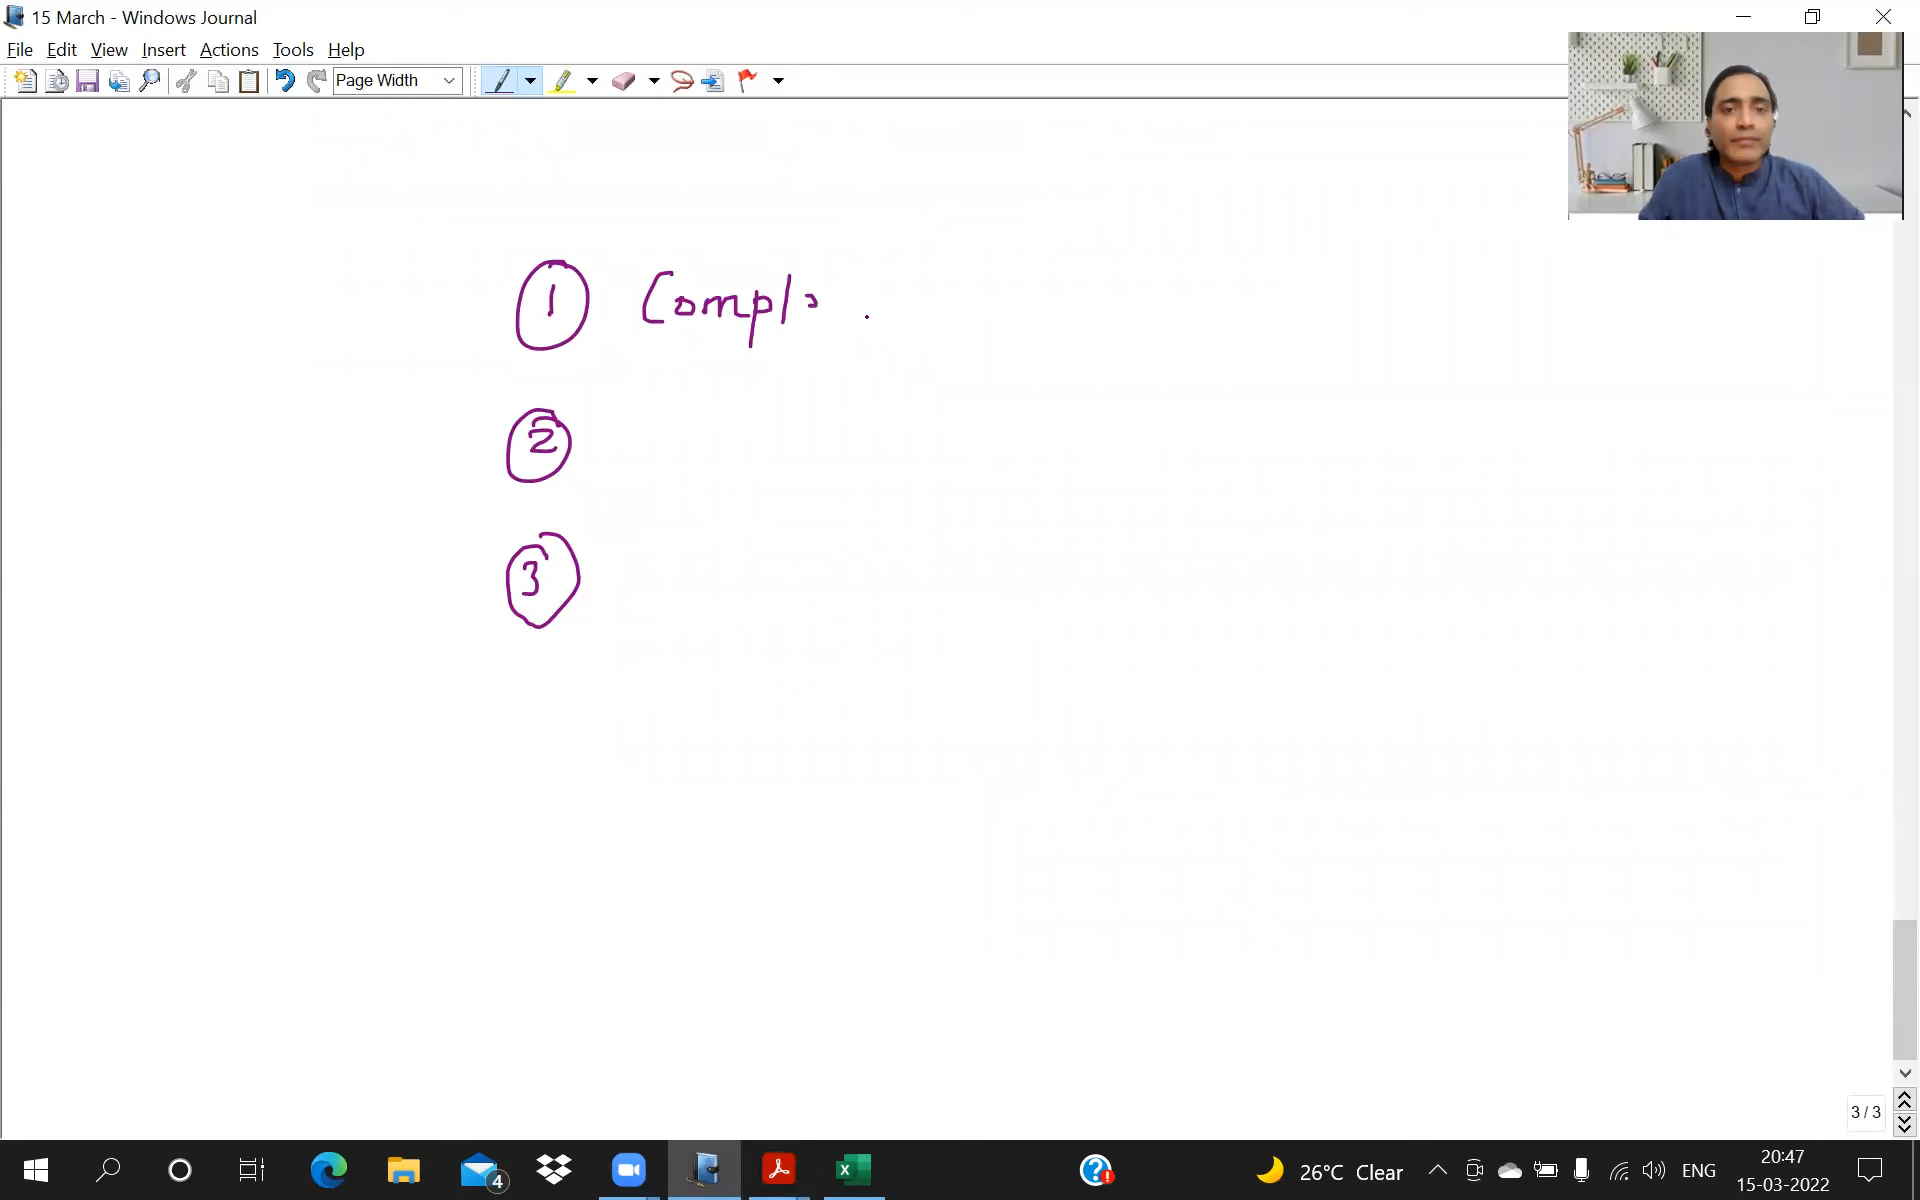 15 March - Windows Journal
File Edit View Insert Actions Tools Help
Page Width
1
2
3
3 / 3
4
26°C Clear
ENG
20:47
15-03-2022